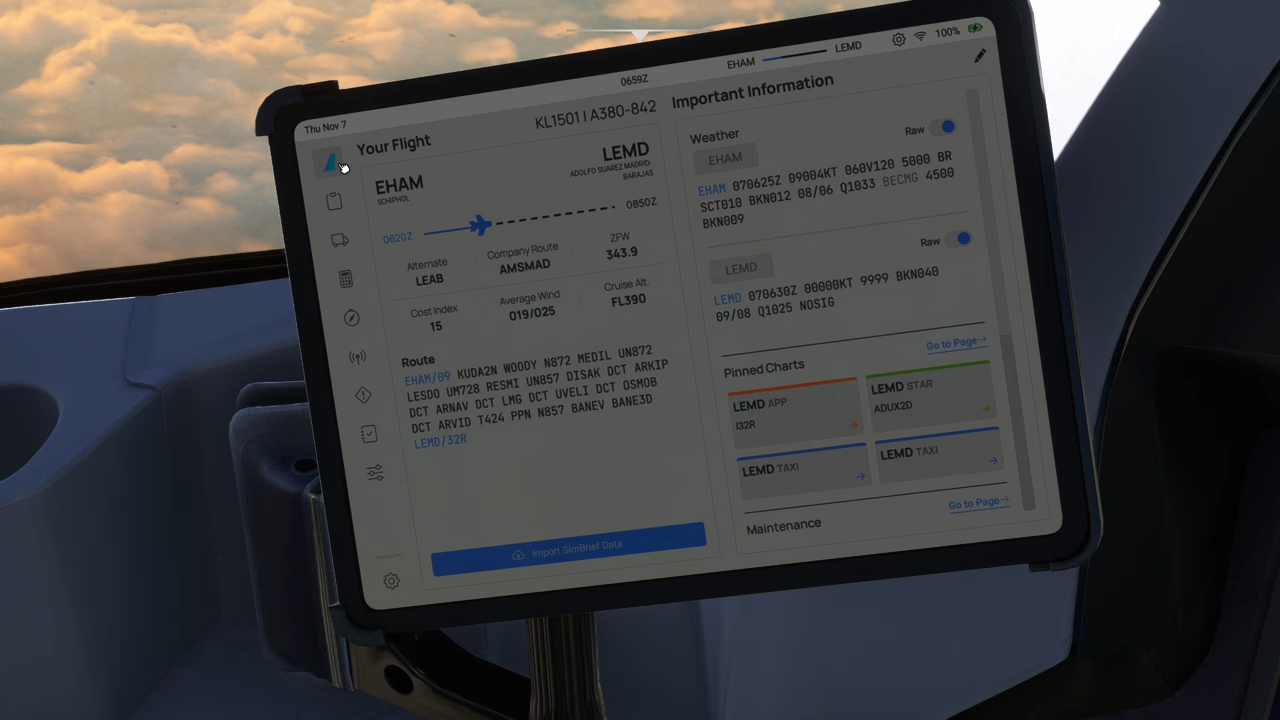 Thu Nov 7
0659Z
EHAM
LEMD
100%
Your Flight
KL1501 | A380-842
EHAM
SCHIPHOL
LEMD
ADOLFO SUAREZ MADRID-
BARAJAS
0620Z
0850Z
Alternate
LEAB
Company Route
AMSMAD
ZFW
343.9
Cost Index
15
Average Wind
019/025
Cruise Alt.
FL390
Route
EHAM/09 KUDA2N WOODY N872 MEDIL UN872
LESDO UM728 RESMI UN857 DISAK DCT ARKIP
DCT ARNAV DCT LMG DCT UVELI DCT OSMOB
DCT ARVID T424 PPN N857 BANEV BANE3D
LEMD/32R
Import SimBrief Data
Important Information
Weather
Raw
EHAM
EHAM 070625Z 09004KT 060V120 5000 BR
SCT010 BKN012 08/06 Q1033 BECMG 4500
BKN009
Raw
LEMD
LEMD 070630Z 00000KT 9999 BKN040
09/08 Q1025 NOSIG
Go to Page
Pinned Charts
LEMD APP
I32R
LEMD STAR
ADUX2D
LEMD TAXI
LEMD TAXI
Go to Page
Maintenance